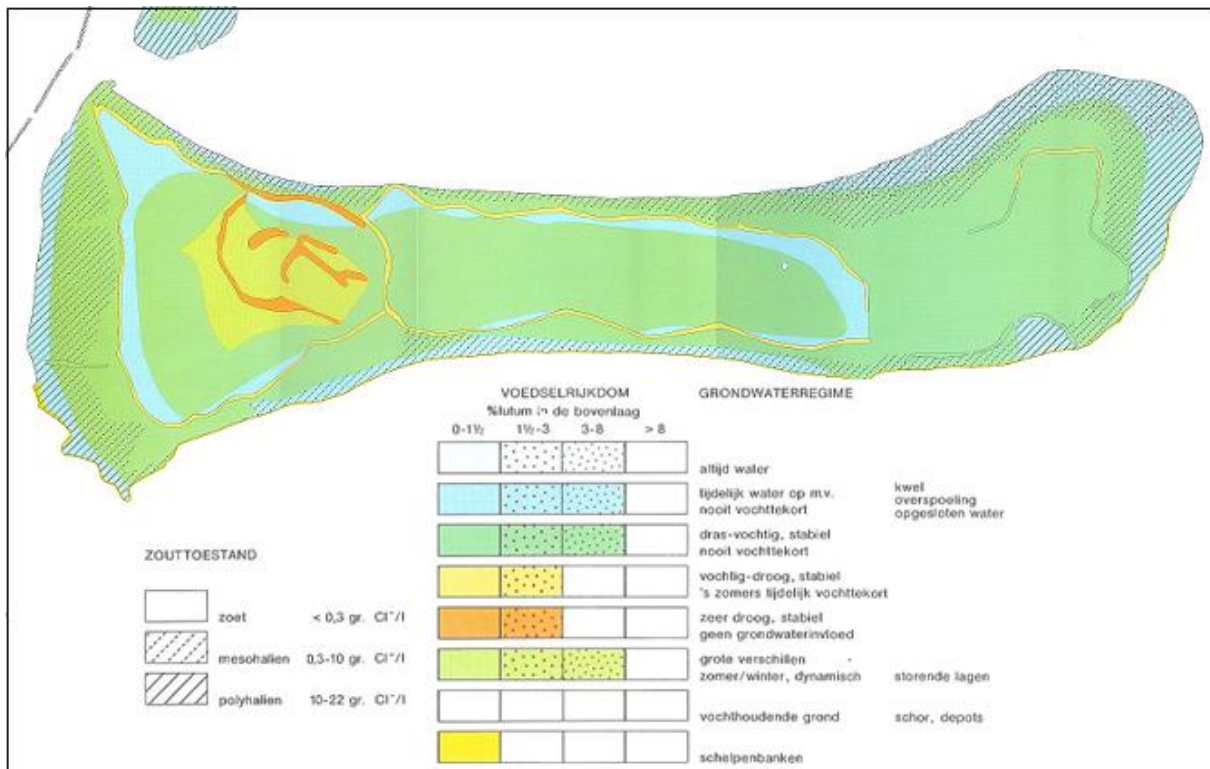 VOEDSELRIJKDOM
GRONDWATERREGIME
%lutum in de bovenlaag
0-1½ 1½-3 3-8 > 8
altijd water
tijdelijk water op m.v.
nooit vochttekort
kwel
overspoeling
opgesloten water
dras-vochtig, stabiel
nooit vochttekort
vochtig-droog, stabiel
's zomers tijdelijk vochttekort
zeer droog, stabiel
geen grondwaterinvloed
grote verschillen
zomer/winter, dynamisch
storende lagen
vochthoudende grond
schor, depots
schelpenbanken
ZOUTTOESTAND
zoet < 0,3 gr. Cl⁻/l
mesohalien 0,3-10 gr. Cl⁻/l
polyhalien 10-22 gr. Cl⁻/l